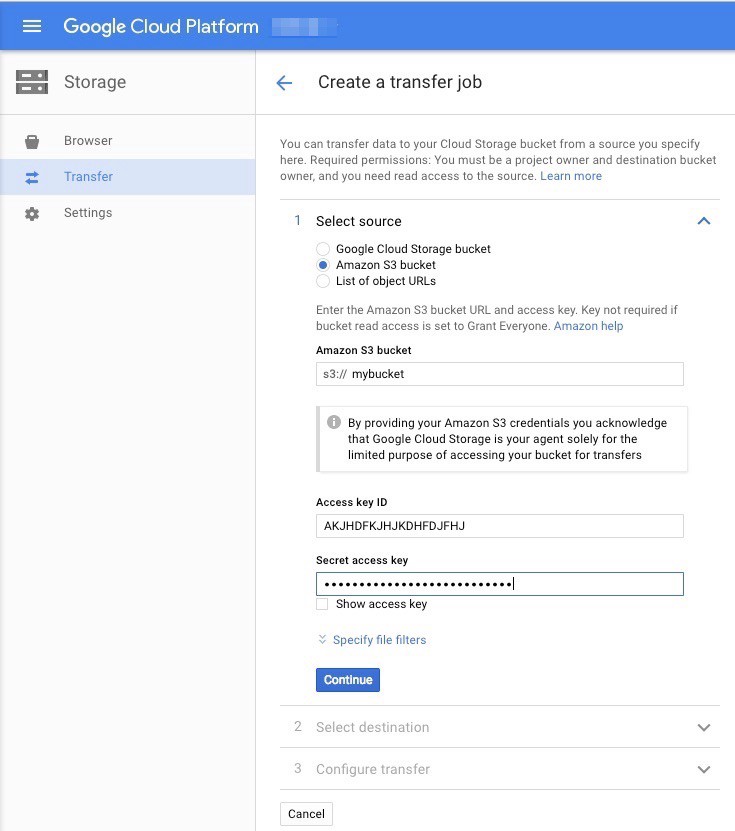 Google Cloud Platform
Storage
Create a transfer job
Browser
Transfer
Settings
You can transfer data to your Cloud Storage bucket from a source you specify
here. Required permissions: You must be a project owner and destination bucket
owner, and you need read access to the source. Learn more
1 Select source
Google Cloud Storage bucket
Amazon S3 bucket
List of object URLs
Enter the Amazon S3 bucket URL and access key. Key not required if
bucket read access is set to Grant Everyone. Amazon help
Amazon S3 bucket
s3:// mybucket
By providing your Amazon S3 credentials you acknowledge
that Google Cloud Storage is your agent solely for the
limited purpose of accessing your bucket for transfers
Access key ID
AKJHDFKJHJKDHFDJFHJ
Secret access key
Show access key
Specify file filters
Continue
2 Select destination
3 Configure transfer
Cancel